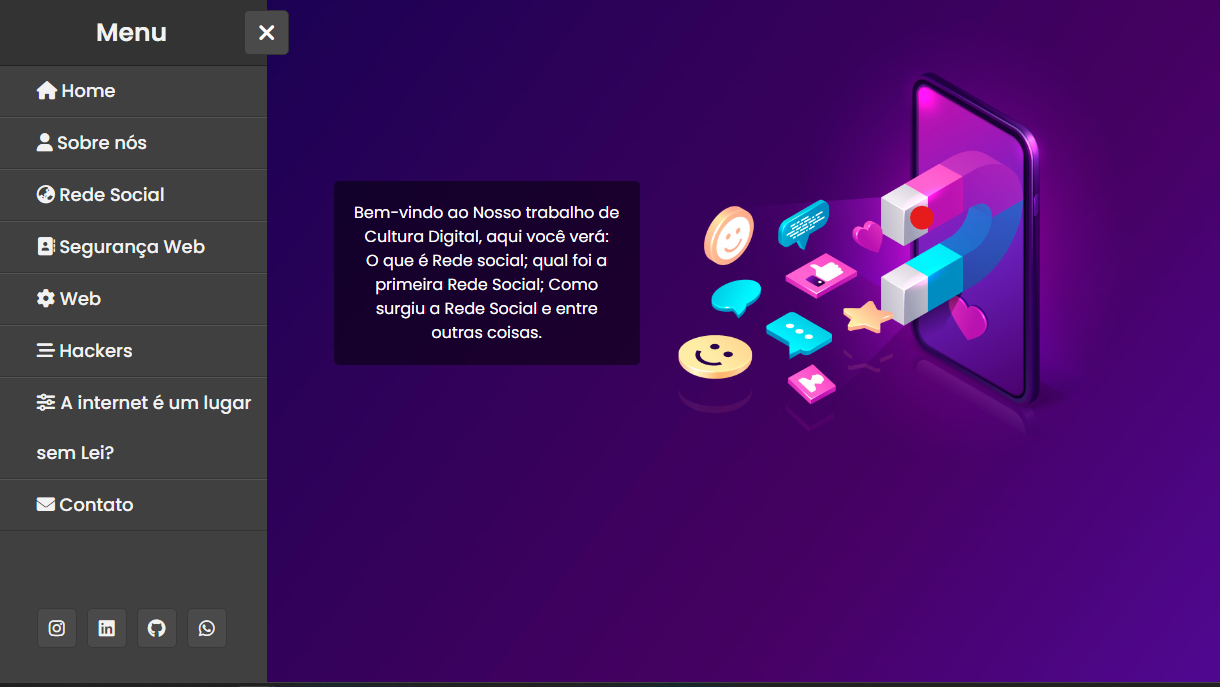 Menu
Home
Sobre nós
Rede Social
Segurança Web
Web
Hackers
A internet é um lugar
sem Lei?
Contato
Bem-vindo ao Nosso trabalho de
Cultura Digital, aqui você verá:
O que é Rede social; qual foi a
primeira Rede Social; Como
surgiu a Rede Social e entre
outras coisas.